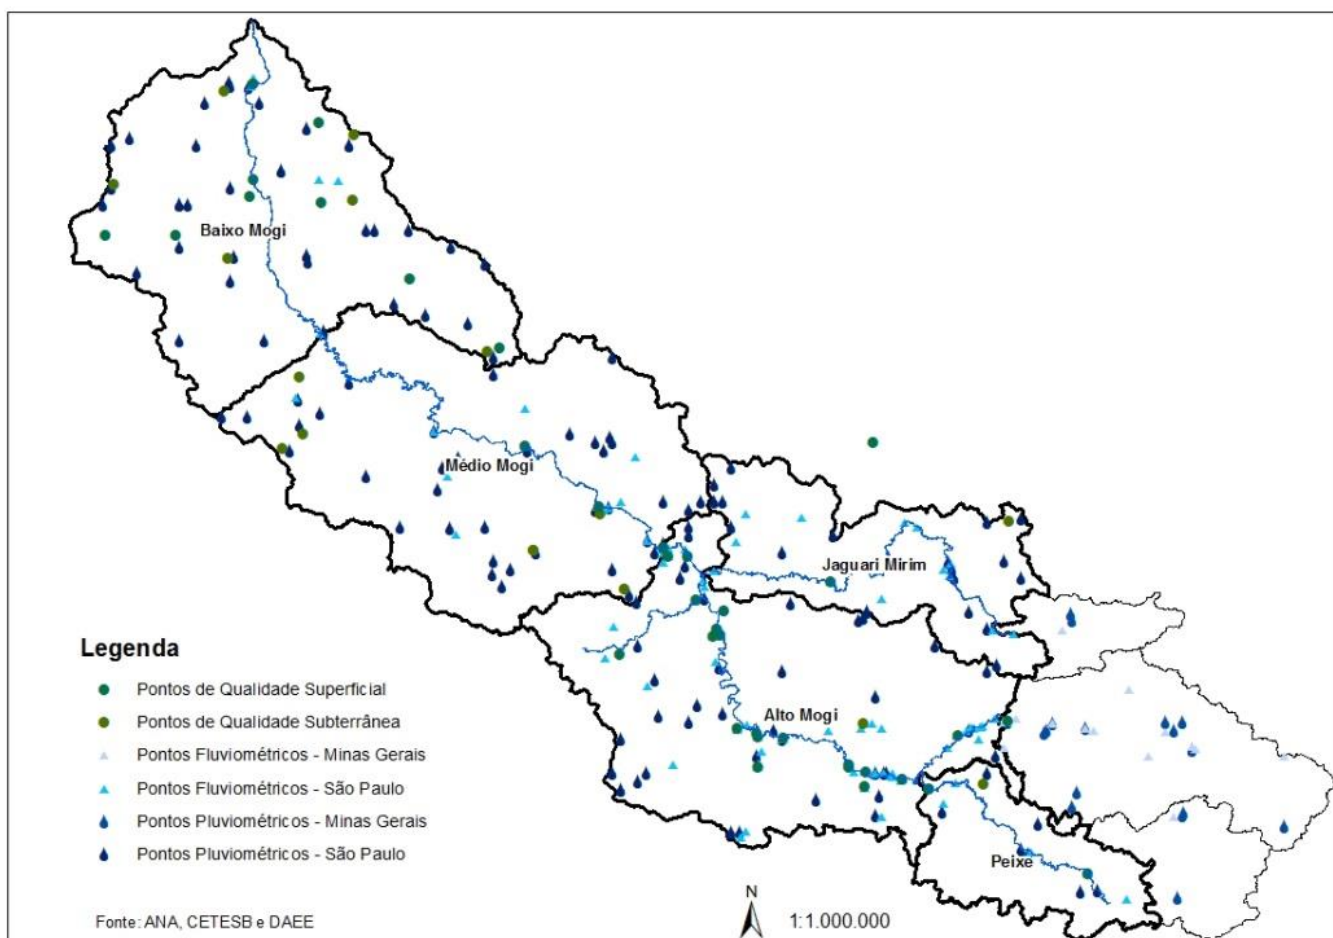 Baixo Mogi
Médio Mogi
Jaguari Mirim
Alto Mogi
Peixe
Legenda
Pontos de Qualidade Superficial
Pontos de Qualidade Subterrânea
Pontos Fluviométricos - Minas Gerais
Pontos Fluviométricos - São Paulo
Pontos Pluviométricos - Minas Gerais
Pontos Pluviométricos - São Paulo
Fonte: ANA, CETESB e DAEE
N
1:1.000.000